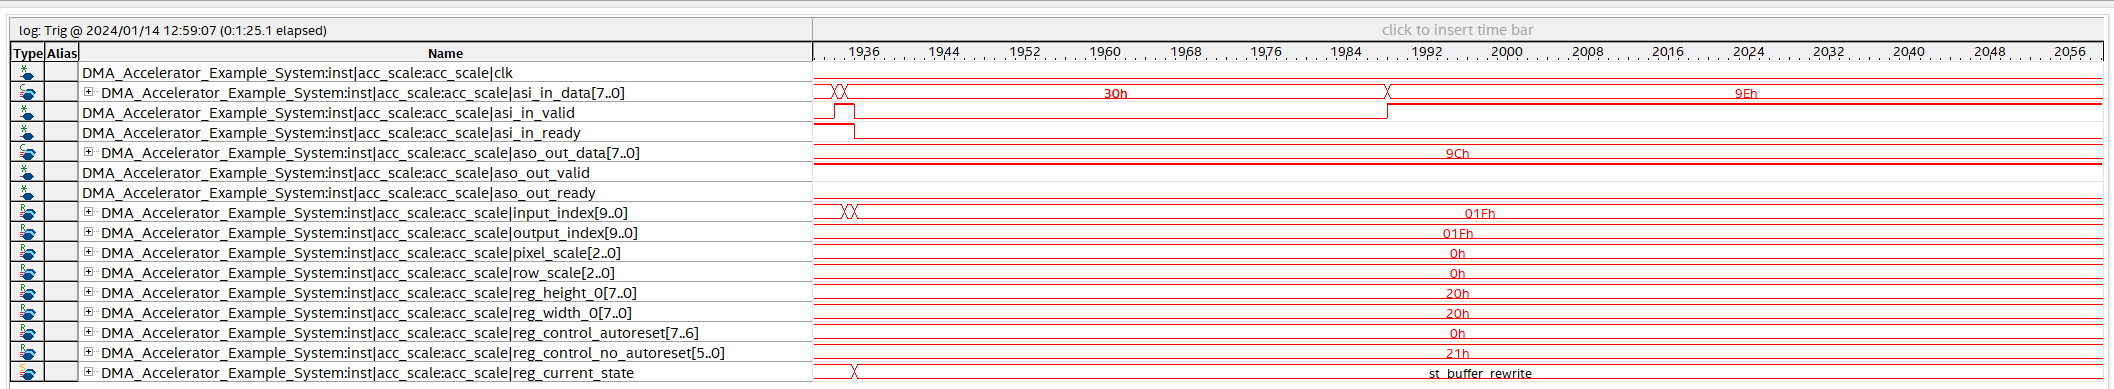 log: Trig @ 2024/01/14 12:59:07 (0:1:25.1 elapsed) click to insert time bar
Type Alias Name 1936 1944 1952 1960 1968 1976 1984 1992 2000 2008 2016 2024 2032 2040 2048 2056
DMA_Accelerator_Example_System:inst|acc_scale:acc_scale|clk
DMA_Accelerator_Example_System:inst|acc_scale:acc_scale|asi_in_data[7..0] 30h 9Eh
DMA_Accelerator_Example_System:inst|acc_scale:acc_scale|asi_in_valid
DMA_Accelerator_Example_System:inst|acc_scale:acc_scale|asi_in_ready
DMA_Accelerator_Example_System:inst|acc_scale:acc_scale|aso_out_data[7..0] 9Ch
DMA_Accelerator_Example_System:inst|acc_scale:acc_scale|aso_out_valid
DMA_Accelerator_Example_System:inst|acc_scale:acc_scale|aso_out_ready
DMA_Accelerator_Example_System:inst|acc_scale:acc_scale|input_index[9..0] 01Fh
DMA_Accelerator_Example_System:inst|acc_scale:acc_scale|output_index[9..0] 01Fh
DMA_Accelerator_Example_System:inst|acc_scale:acc_scale|pixel_scale[2..0] 0h
DMA_Accelerator_Example_System:inst|acc_scale:acc_scale|row_scale[2..0] 0h
DMA_Accelerator_Example_System:inst|acc_scale:acc_scale|reg_height_0[7..0] 20h
DMA_Accelerator_Example_System:inst|acc_scale:acc_scale|reg_width_0[7..0] 20h
DMA_Accelerator_Example_System:inst|acc_scale:acc_scale|reg_control_autoreset[7..6] 0h
DMA_Accelerator_Example_System:inst|acc_scale:acc_scale|reg_control_no_autoreset[5..0] 21h
DMA_Accelerator_Example_System:inst|acc_scale:acc_scale|reg_current_state st_buffer_rewrite